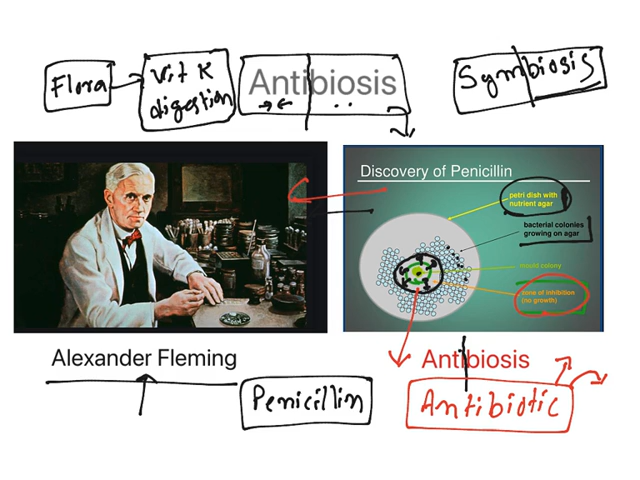 Flora
Vit K
digestion
Antibiosis
Symbiosis
Discovery of Penicillin
petri dish with
nutrient agar
bacterial colonies
growing on agar
mould colony
zone of inhibition
(no growth)
Alexander Fleming
Antibiosis
Penicillin
Antibiotic